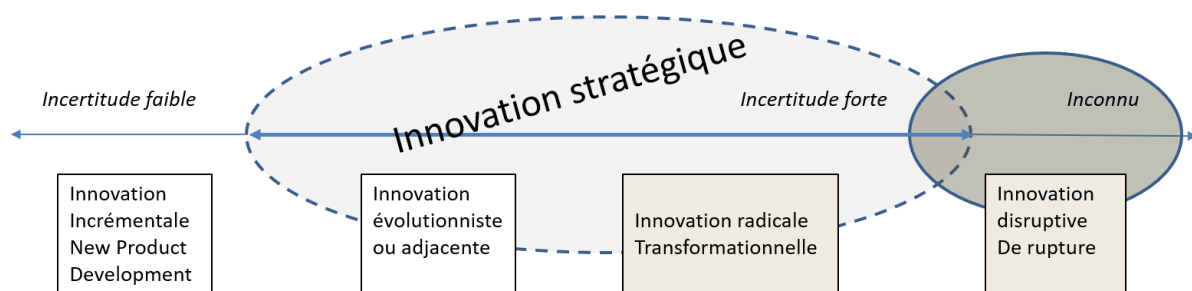 Innovation stratégique
Incertitude faible
Incertitude forte
Inconnu
Innovation
Incrémentale
New Product
Development
Innovation
évolutionniste
ou adjacente
Innovation radicale
Transformationnelle
Innovation
disruptive
De rupture